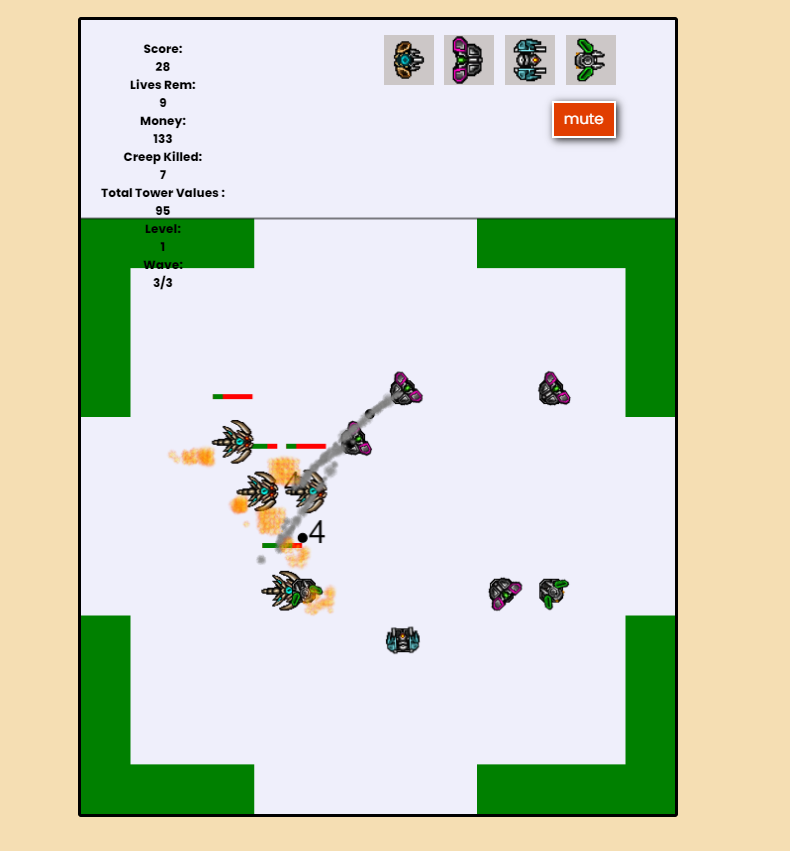 Score:
28
Lives Rem:
9
Money:
133
Creep Killed:
7
Total Tower Values :
95
Level:
1
Wave:
3/3
mute
4
4